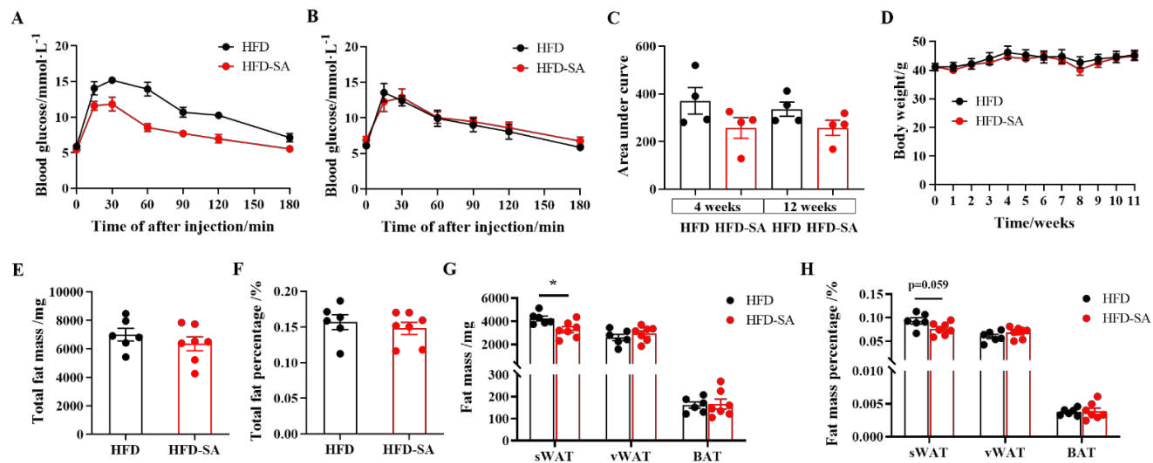 A
Blood glucose/mmol·L⁻¹
20
15
10
5
0
0 30 60 90 120 150 180
Time of after injection/min
HFD
HFD-SA
B
Blood glucose/mmol·L⁻¹
20
15
10
5
0
0 30 60 90 120 150 180
Time of after injection/min
HFD
HFD-SA
C
Area under curve
600
400
200
0
4 weeks 12 weeks
HFD HFD-SA HFD HFD-SA
D
Body weight/g
50
40
30
20
10
0
0 1 2 3 4 5 6 7 8 9 10 11
Time/weeks
HFD
HFD-SA
E
Total fat mass /mg
10000
8000
6000
4000
2000
0
HFD HFD-SA
F
Total fat percentage /%
0.20
0.15
0.10
0.05
0.00
HFD HFD-SA
G
Fat mass /mg
6000
4000
2000
200
100
0
*
sWAT vWAT BAT
HFD
HFD-SA
H
Fat mass percentage /%
0.15
0.10
0.05
0.010
0.005
0.000
p=0.059
sWAT vWAT BAT
HFD
HFD-SA